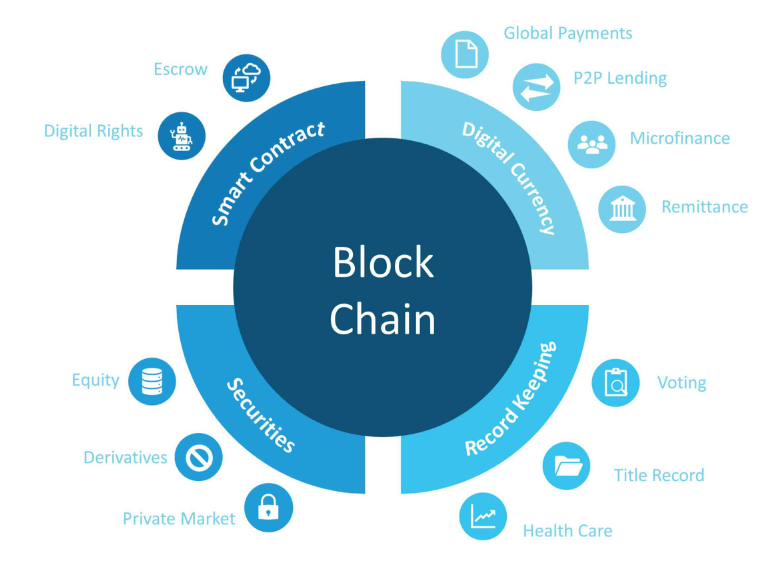 Global Payments
Escrow
P2P Lending
Digital Rights
Microfinance
Smart Contract
Digital Currency
Remittance
Block
Chain
Equity
Voting
Securities
Record Keeping
Derivatives
Title Record
Private Market
Health Care